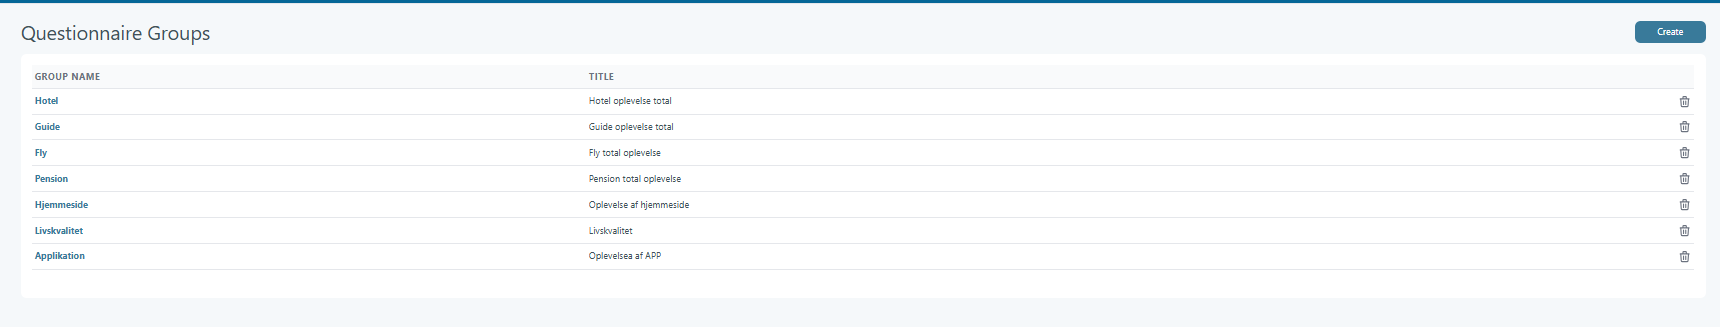 Questionnaire Groups
Create
GROUP NAME TITLE
Hotel Hotel oplevelse total
Guide Guide oplevelse total
Fly Fly total oplevelse
Pension Pension total oplevelse
Hjemmeside Oplevelse af hjemmeside
Livskvalitet Livskvalitet
Applikation Oplevelsea af APP